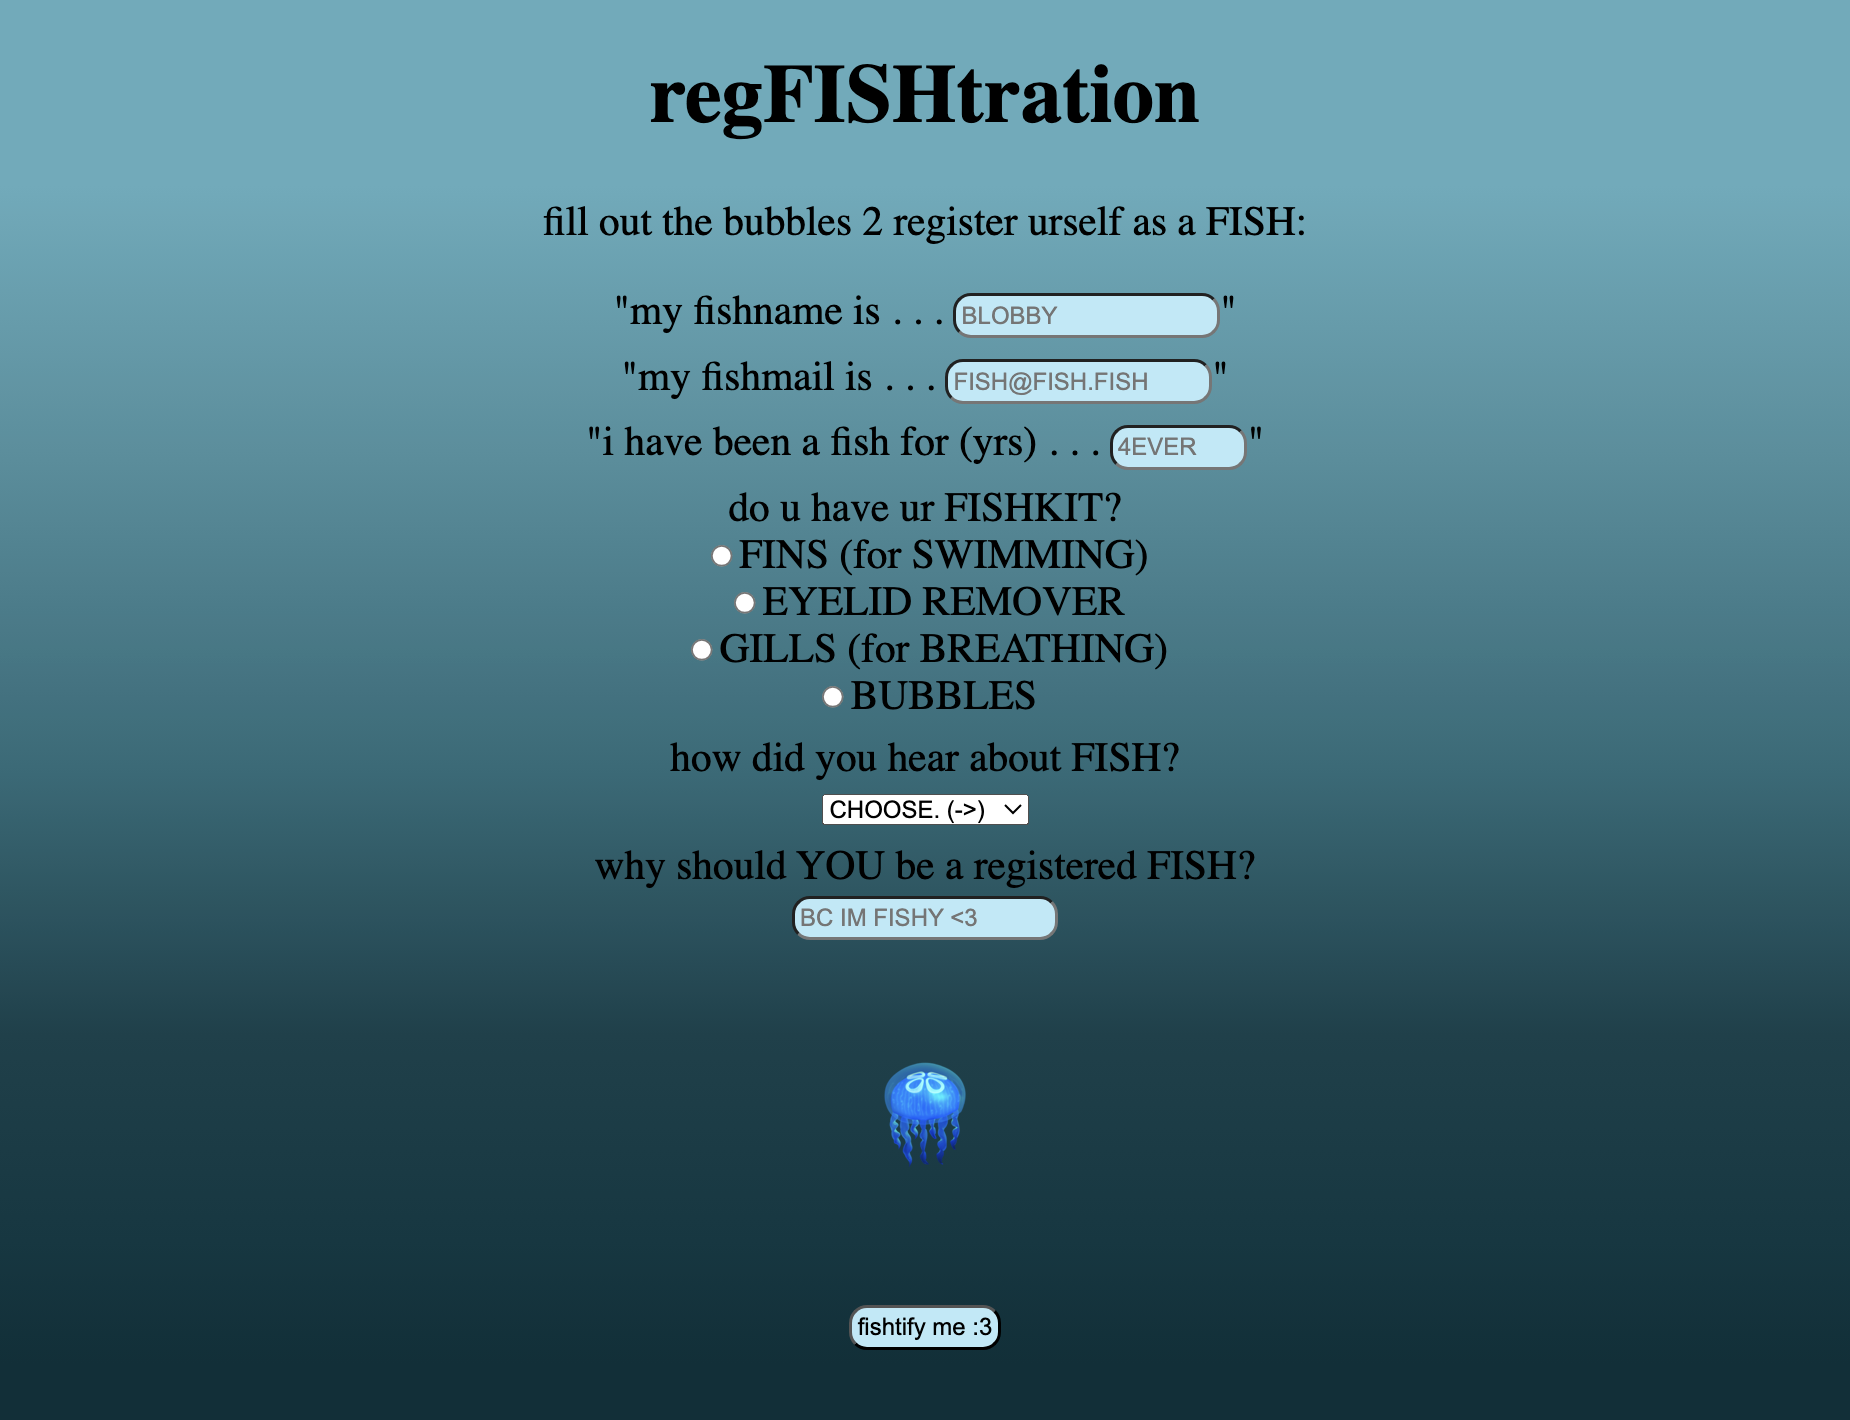 regFISHtration
fill out the bubbles 2 register urself as a FISH:
"my fishname is . . . BLOBBY"
"my fishmail is . . . FISH@FISH.FISH"
"i have been a fish for (yrs) . . . 4EVER"
do u have ur FISHKIT?
FINS (for SWIMMING)
EYELID REMOVER
GILLS (for BREATHING)
BUBBLES
how did you hear about FISH?
CHOOSE. (->)
why should YOU be a registered FISH?
BC IM FISHY <3
fishtify me :3